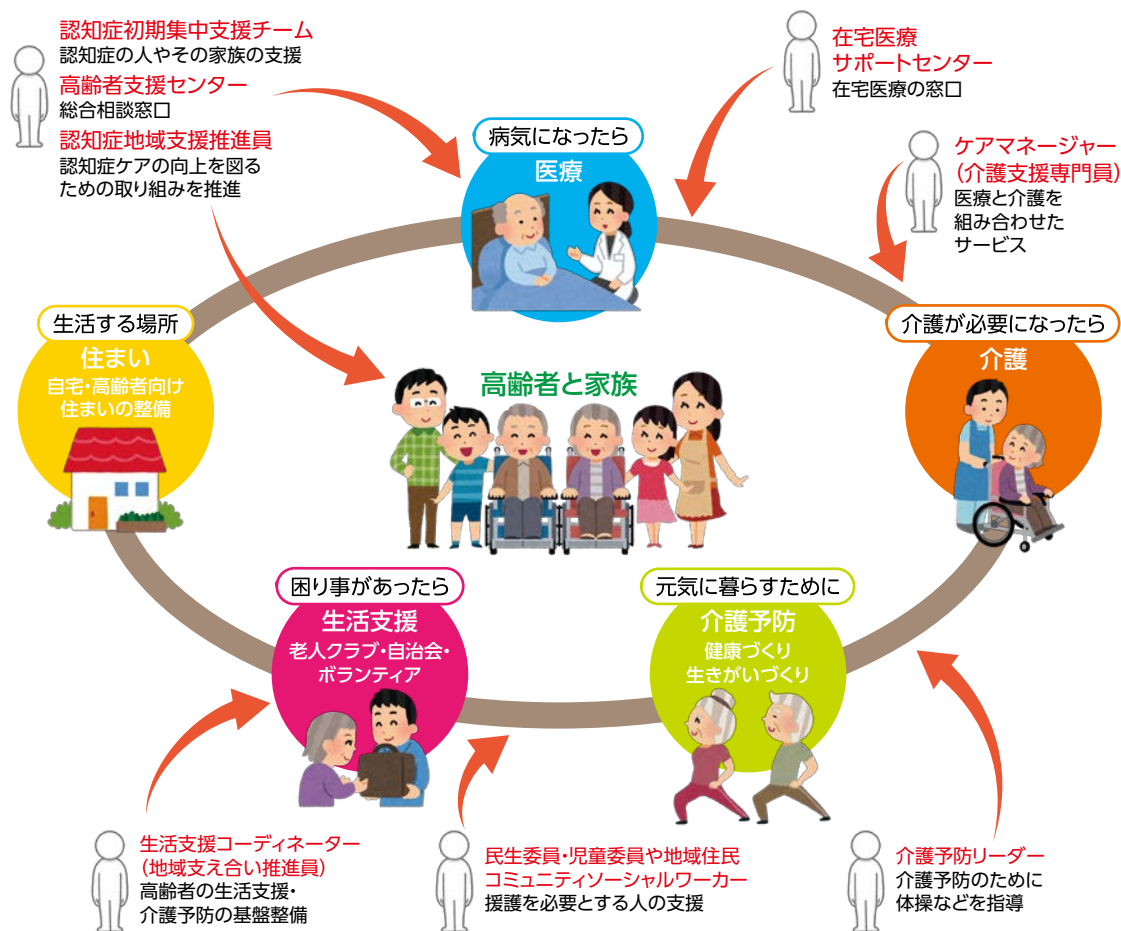 認知症初期集中支援チーム
認知症の人やその家族の支援
高齢者支援センター
総合相談窓口
認知症地域支援推進員
認知症ケアの向上を図る
ための取り組みを推進
在宅医療
サポートセンター
在宅医療の窓口
ケアマネージャー
(介護支援専門員)
医療と介護を
組み合わせた
サービス
病気になったら
医療
生活する場所
住まい
自宅・高齢者向け
住まいの整備
高齢者と家族
介護が必要になったら
介護
困り事があったら
生活支援
老人クラブ・自治会・
ボランティア
元気に暮らすために
介護予防
健康づくり
生きがいづくり
生活支援コーディネーター
(地域支え合い推進員)
高齢者の生活支援・
介護予防の基盤整備
民生委員・児童委員や地域住民
コミュニティソーシャルワーカー
援護を必要とする人の支援
介護予防リーダー
介護予防のために
体操などを指導